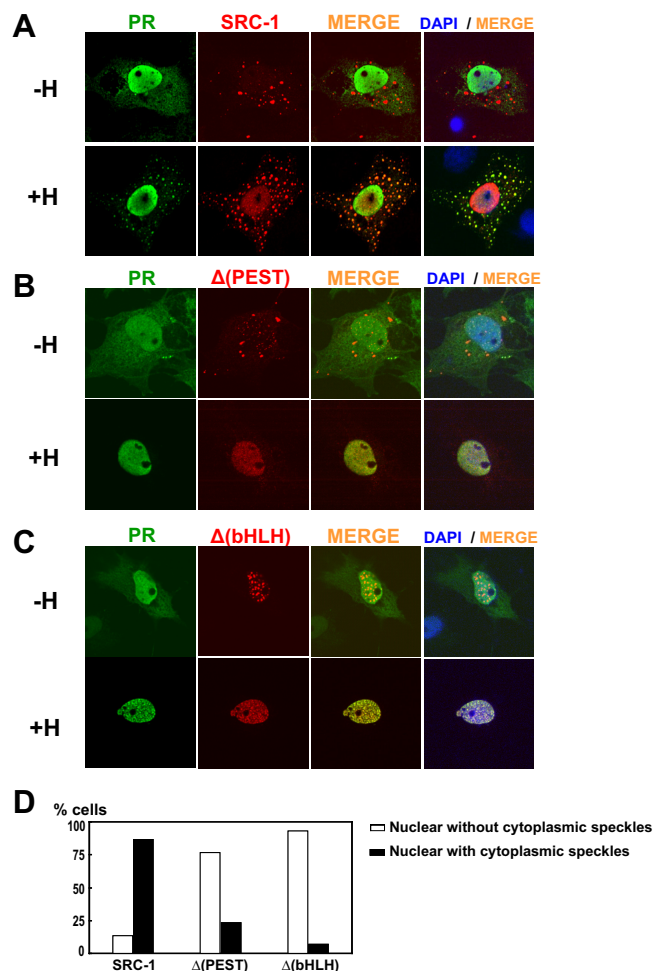 A
PR SRC-1 MERGE DAPI / MERGE
-H
+H
B
PR Δ(PEST) MERGE DAPI / MERGE
-H
+H
C
PR Δ(bHLH) MERGE DAPI / MERGE
-H
+H
D
% cells
100
75
50
25
0
SRC-1 Δ(PEST) Δ(bHLH)
Nuclear without cytoplasmic speckles
Nuclear with cytoplasmic speckles